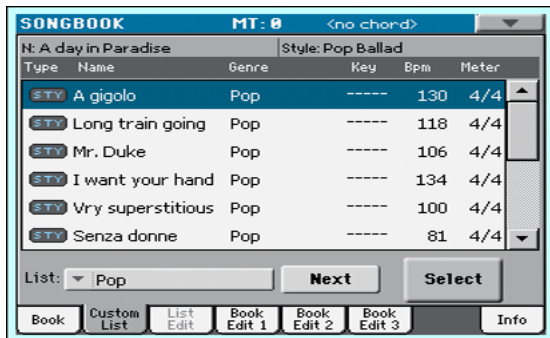 SONGBOOK MT: 0 <no chord>
N: A day in Paradise Style: Pop Ballad
Type Name Genre Key Bpm Meter
STY A gigolo Pop ----- 130 4/4
STY Long train going Pop ----- 118 4/4
STY Mr. Duke Pop ----- 106 4/4
STY I want your hand Pop ----- 134 4/4
STY Vry superstitious Pop ----- 100 4/4
STY Senza donne Pop ----- 81 4/4
List: Pop Next Select
Book Custom List List Edit Book Edit 1 Book Edit 2 Book Edit 3 Info